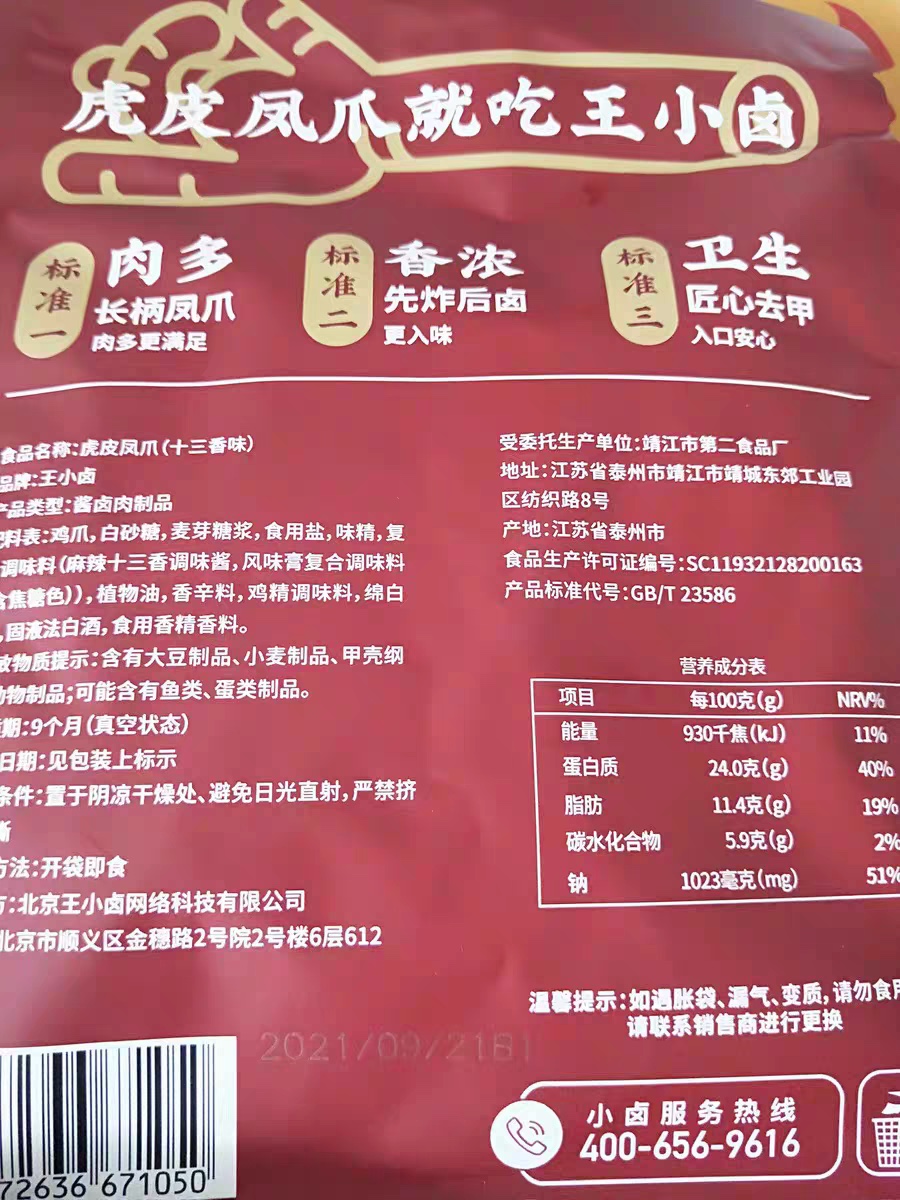 虎皮凤爪就吃王小卤
标准一
肉多
长柄凤爪
肉多更满足
标准二
香浓
先炸后卤
更入味
标准三
卫生
匠心去甲
入口安心
食品名称:虎皮凤爪(十三香味)
品牌:王小卤
产品类型:酱卤肉制品
配料表:鸡爪,白砂糖,麦芽糖浆,食用盐,味精,复
调味料(麻辣十三香调味酱,风味膏复合调味料
含焦糖色)),植物油,香辛料,鸡精调味料,绵白
,固液法白酒,食用香精香料。
敏物质提示:含有大豆制品、小麦制品、甲壳纲
动物制品;可能含有鱼类、蛋类制品。
期:9个月(真空状态)
日期:见包装上标示
条件:置于阴凉干燥处、避免日光直射,严禁挤
撕
方法:开袋即食
方:北京王小卤网络科技有限公司
北京市顺义区金穗路2号院2号楼6层612
受委托生产单位:靖江市第二食品厂
地址:江苏省泰州市靖江市靖城东郊工业园
区纺织路8号
产地:江苏省泰州市
食品生产许可证编号:SC11932128200163
产品标准代号:GB/T 23586
营养成分表
项目 每100克(g) NRV%
能量 930千焦(kJ) 11%
蛋白质 24.0克(g) 40%
脂肪 11.4克(g) 19%
碳水化合物 5.9克(g) 2%
钠 1023毫克(mg) 51%
温馨提示:如遇胀袋、漏气、变质,请勿食用
请联系销售商进行更换
2021/09/21B1
小卤服务热线
400-656-9616
72636 671050